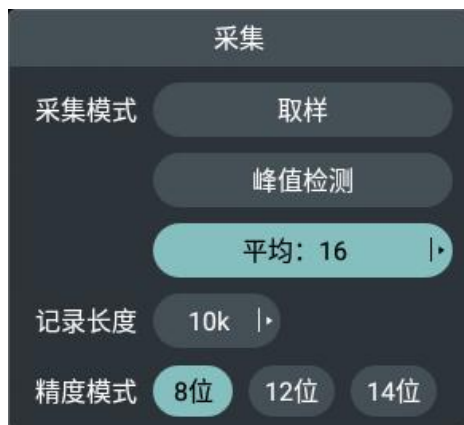 采集
采集模式 取样
峰值检测
平均：16
记录长度 10k
精度模式 8位 12位 14位